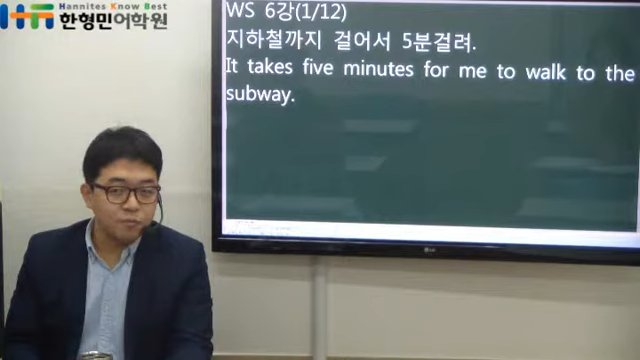 Hannites Know Best
한형민어학원
WS 6강(1/12)
지하철까지 걸어서 5분걸려.
It takes five minutes for me to walk to the
subway.
LG